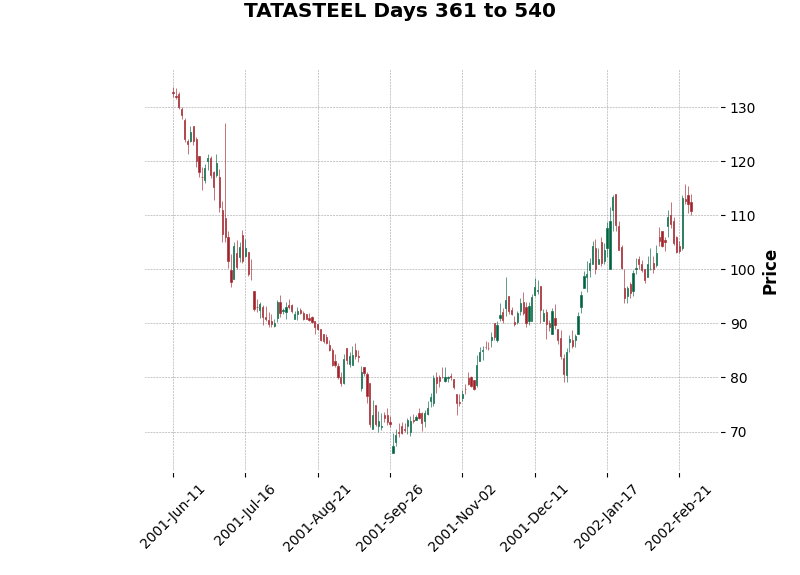 TATASTEEL Days 361 to 540
130
120
110
100
90
80
70
Price
2001-Jun-11
2001-Jul-16
2001-Aug-21
2001-Sep-26
2001-Nov-02
2001-Dec-11
2002-Jan-17
2002-Feb-21